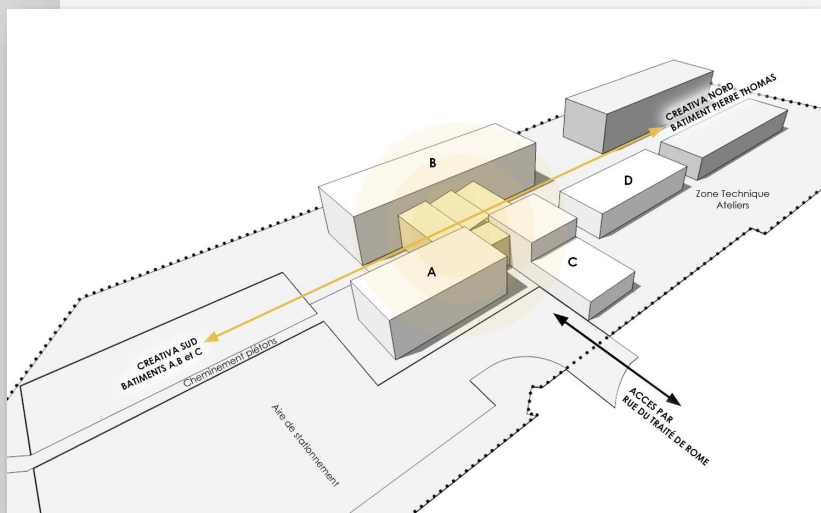 CREATIVA NORD
BATIMENT PIERRE THOMAS
B
D
Zone Technique
Ateliers
A
C
CREATIVA SUD
BATIMENTS A,B et C
Cheminement piétons
Aire de stationnement
ACCES PAR
RUE DU TRAITÉ DE ROME